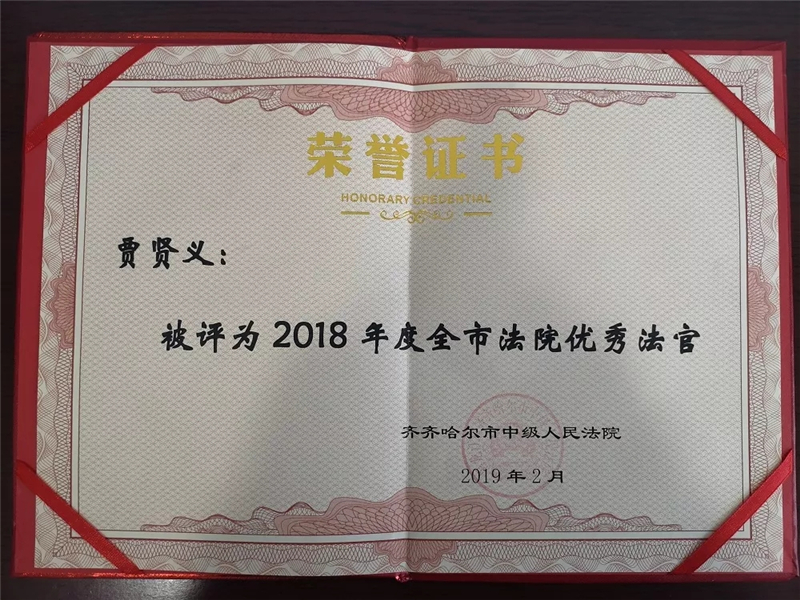 荣誉证书
HONORARY CREDENTIAL
贾贤义：
被评为2018年度全市法院优秀法官
齐齐哈尔市中级人民法院
2019年2月